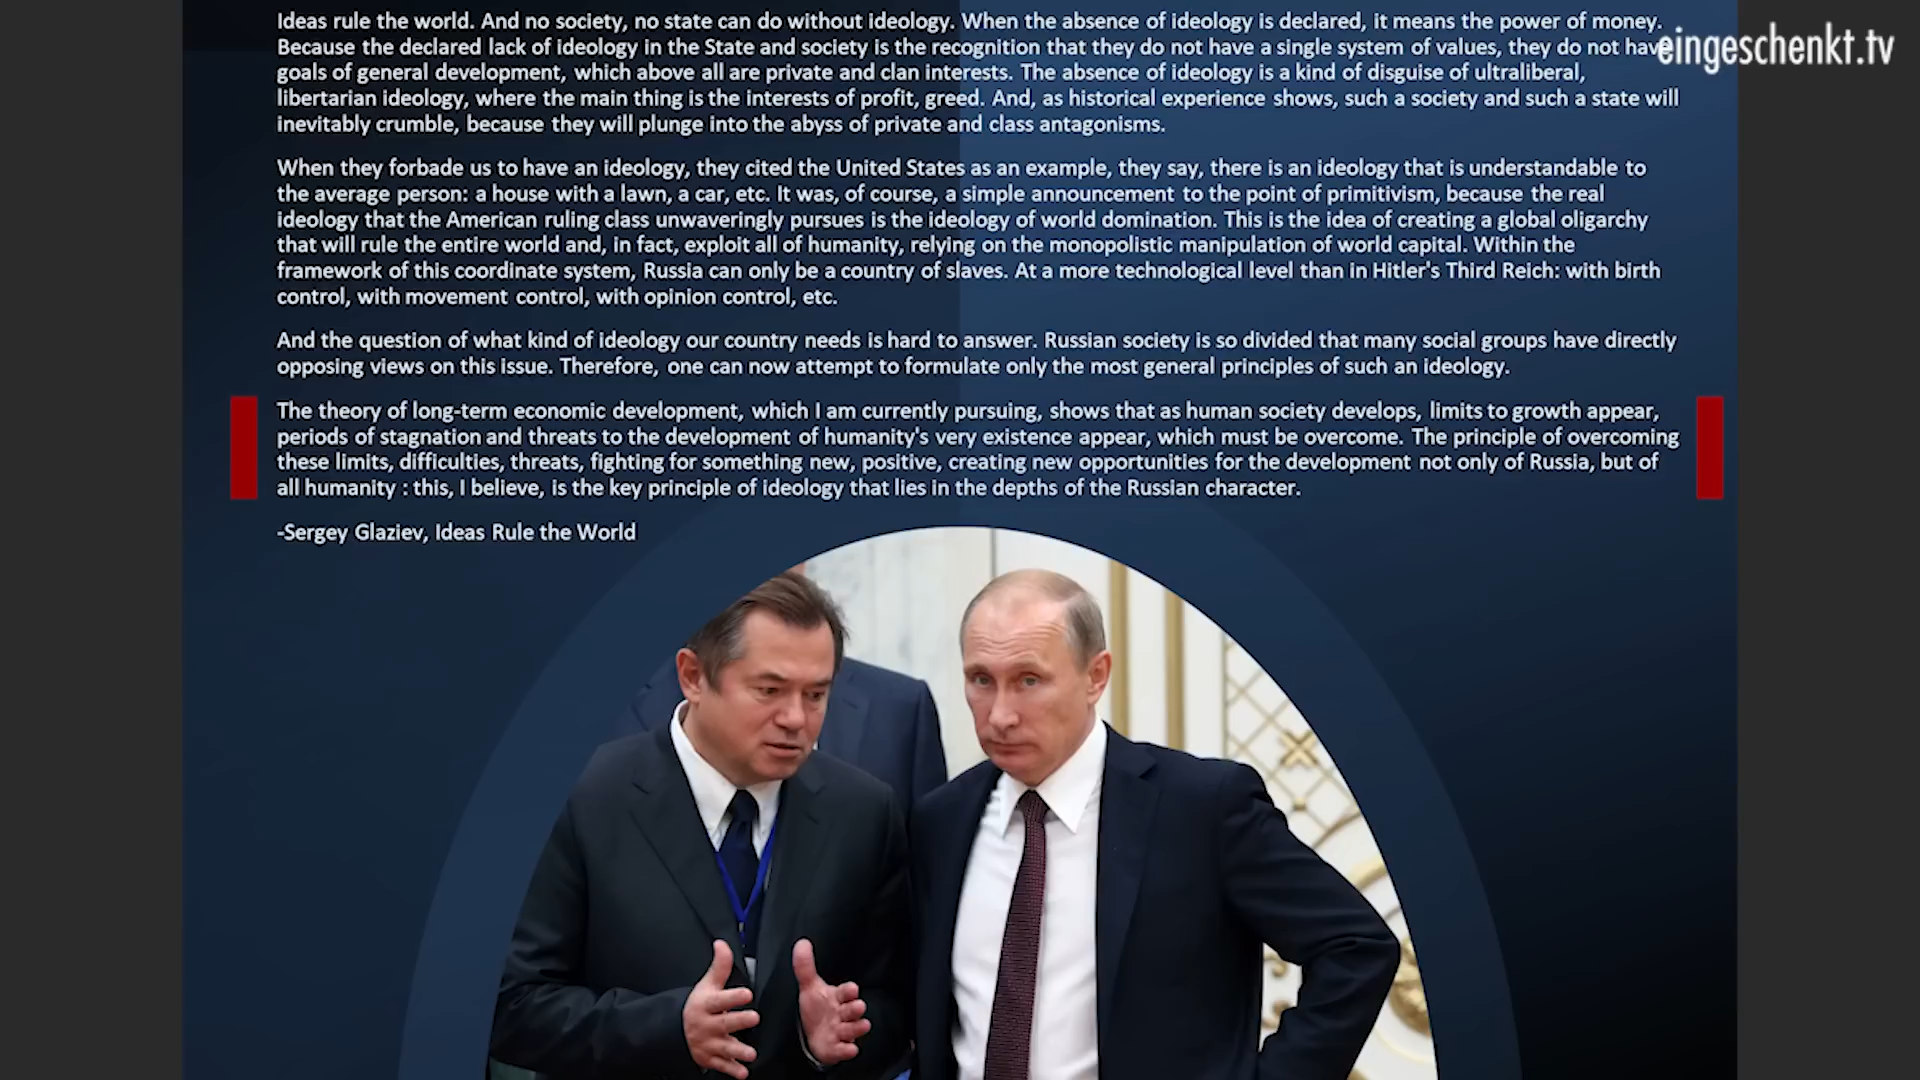 Ideas rule the world. And no society, no state can do without ideology. When the absence of ideology is declared, it means the power of money.
Because the declared lack of ideology in the State and society is the recognition that they do not have a single system of values, they do not have
goals of general development, which above all are private and clan interests. The absence of ideology is a kind of disguise of ultraliberal,
libertarian ideology, where the main thing is the interests of profit, greed. And, as historical experience shows, such a society and such a state will
inevitably crumble, because they will plunge into the abyss of private and class antagonisms.
When they forbade us to have an ideology, they cited the United States as an example, they say, there is an ideology that is understandable to
the average person: a house with a lawn, a car, etc. It was, of course, a simple announcement to the point of primitivism, because the real
ideology that the American ruling class unwaveringly pursues is the ideology of world domination. This is the idea of creating a global oligarchy
that will rule the entire world and, in fact, exploit all of humanity, relying on the monopolistic manipulation of world capital. Within the
framework of this coordinate system, Russia can only be a country of slaves. At a more technological level than in Hitler's Third Reich: with birth
control, with movement control, with opinion control, etc.
And the question of what kind of ideology our country needs is hard to answer. Russian society is so divided that many social groups have directly
opposing views on this issue. Therefore, one can now attempt to formulate only the most general principles of such an ideology.
The theory of long-term economic development, which I am currently pursuing, shows that as human society develops, limits to growth appear,
periods of stagnation and threats to the development of humanity's very existence appear, which must be overcome. The principle of overcoming
these limits, difficulties, threats, fighting for something new, positive, creating new opportunities for the development not only of Russia, but of
all humanity : this, I believe, is the key principle of ideology that lies in the depths of the Russian character.
-Sergey Glaziev, Ideas Rule the World
eingeschenkt.tv